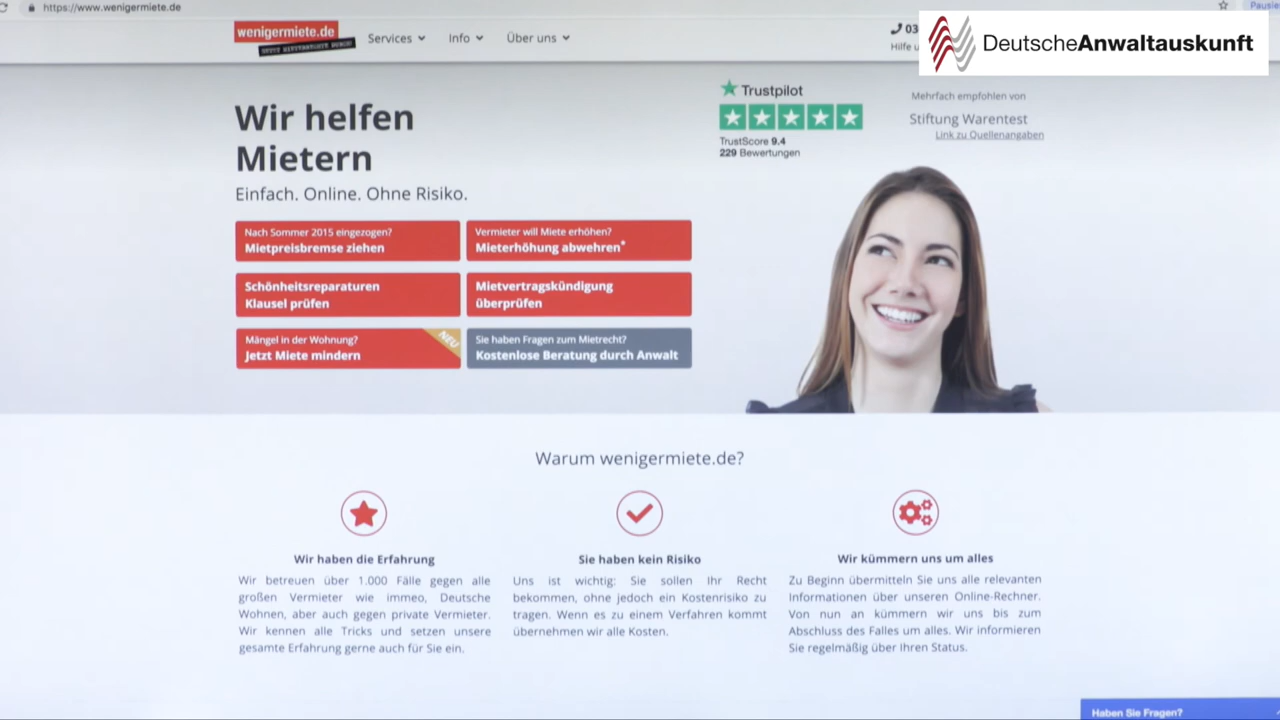 https://www.wenigermiete.de
Pausie
wenigermiete.de
Services
Info
Über uns
03
Hilfe u
DeutscheAnwaltauskunft
Wir helfen
Mietern
Einfach. Online. Ohne Risiko.
Trustpilot
TrustScore 9.4
229 Bewertungen
Mehrfach empfohlen von
Stiftung Warentest
Link zu Quellenangaben
Nach Sommer 2015 eingezogen?
Mietpreisbremse ziehen
Vermieter will Miete erhöhen?
Mieterhöhung abwehren*
Schönheitsreparaturen
Klausel prüfen
Mietvertragskündigung
überprüfen
Mängel in der Wohnung?
Jetzt Miete mindern
NEU
Sie haben Fragen zum Mietrecht?
Kostenlose Beratung durch Anwalt
Warum wenigermiete.de?
Wir haben die Erfahrung
Wir betreuen über 1.000 Fälle gegen alle
großen Vermieter wie immeo, Deutsche
Wohnen, aber auch gegen private Vermieter.
Wir kennen alle Tricks und setzen unsere
gesamte Erfahrung gerne auch für Sie ein.
Sie haben kein Risiko
Uns ist wichtig: Sie sollen Ihr Recht
bekommen, ohne jedoch ein Kostenrisiko zu
tragen. Wenn es zu einem Verfahren kommt
übernehmen wir alle Kosten.
Wir kümmern uns um alles
Zu Beginn übermitteln Sie uns alle relevanten
Informationen über unseren Online-Rechner.
Von nun an kümmern wir uns bis zum
Abschluss des Falles um alles. Wir informieren
Sie regelmäßig über Ihren Status.
Haben Sie Fragen?